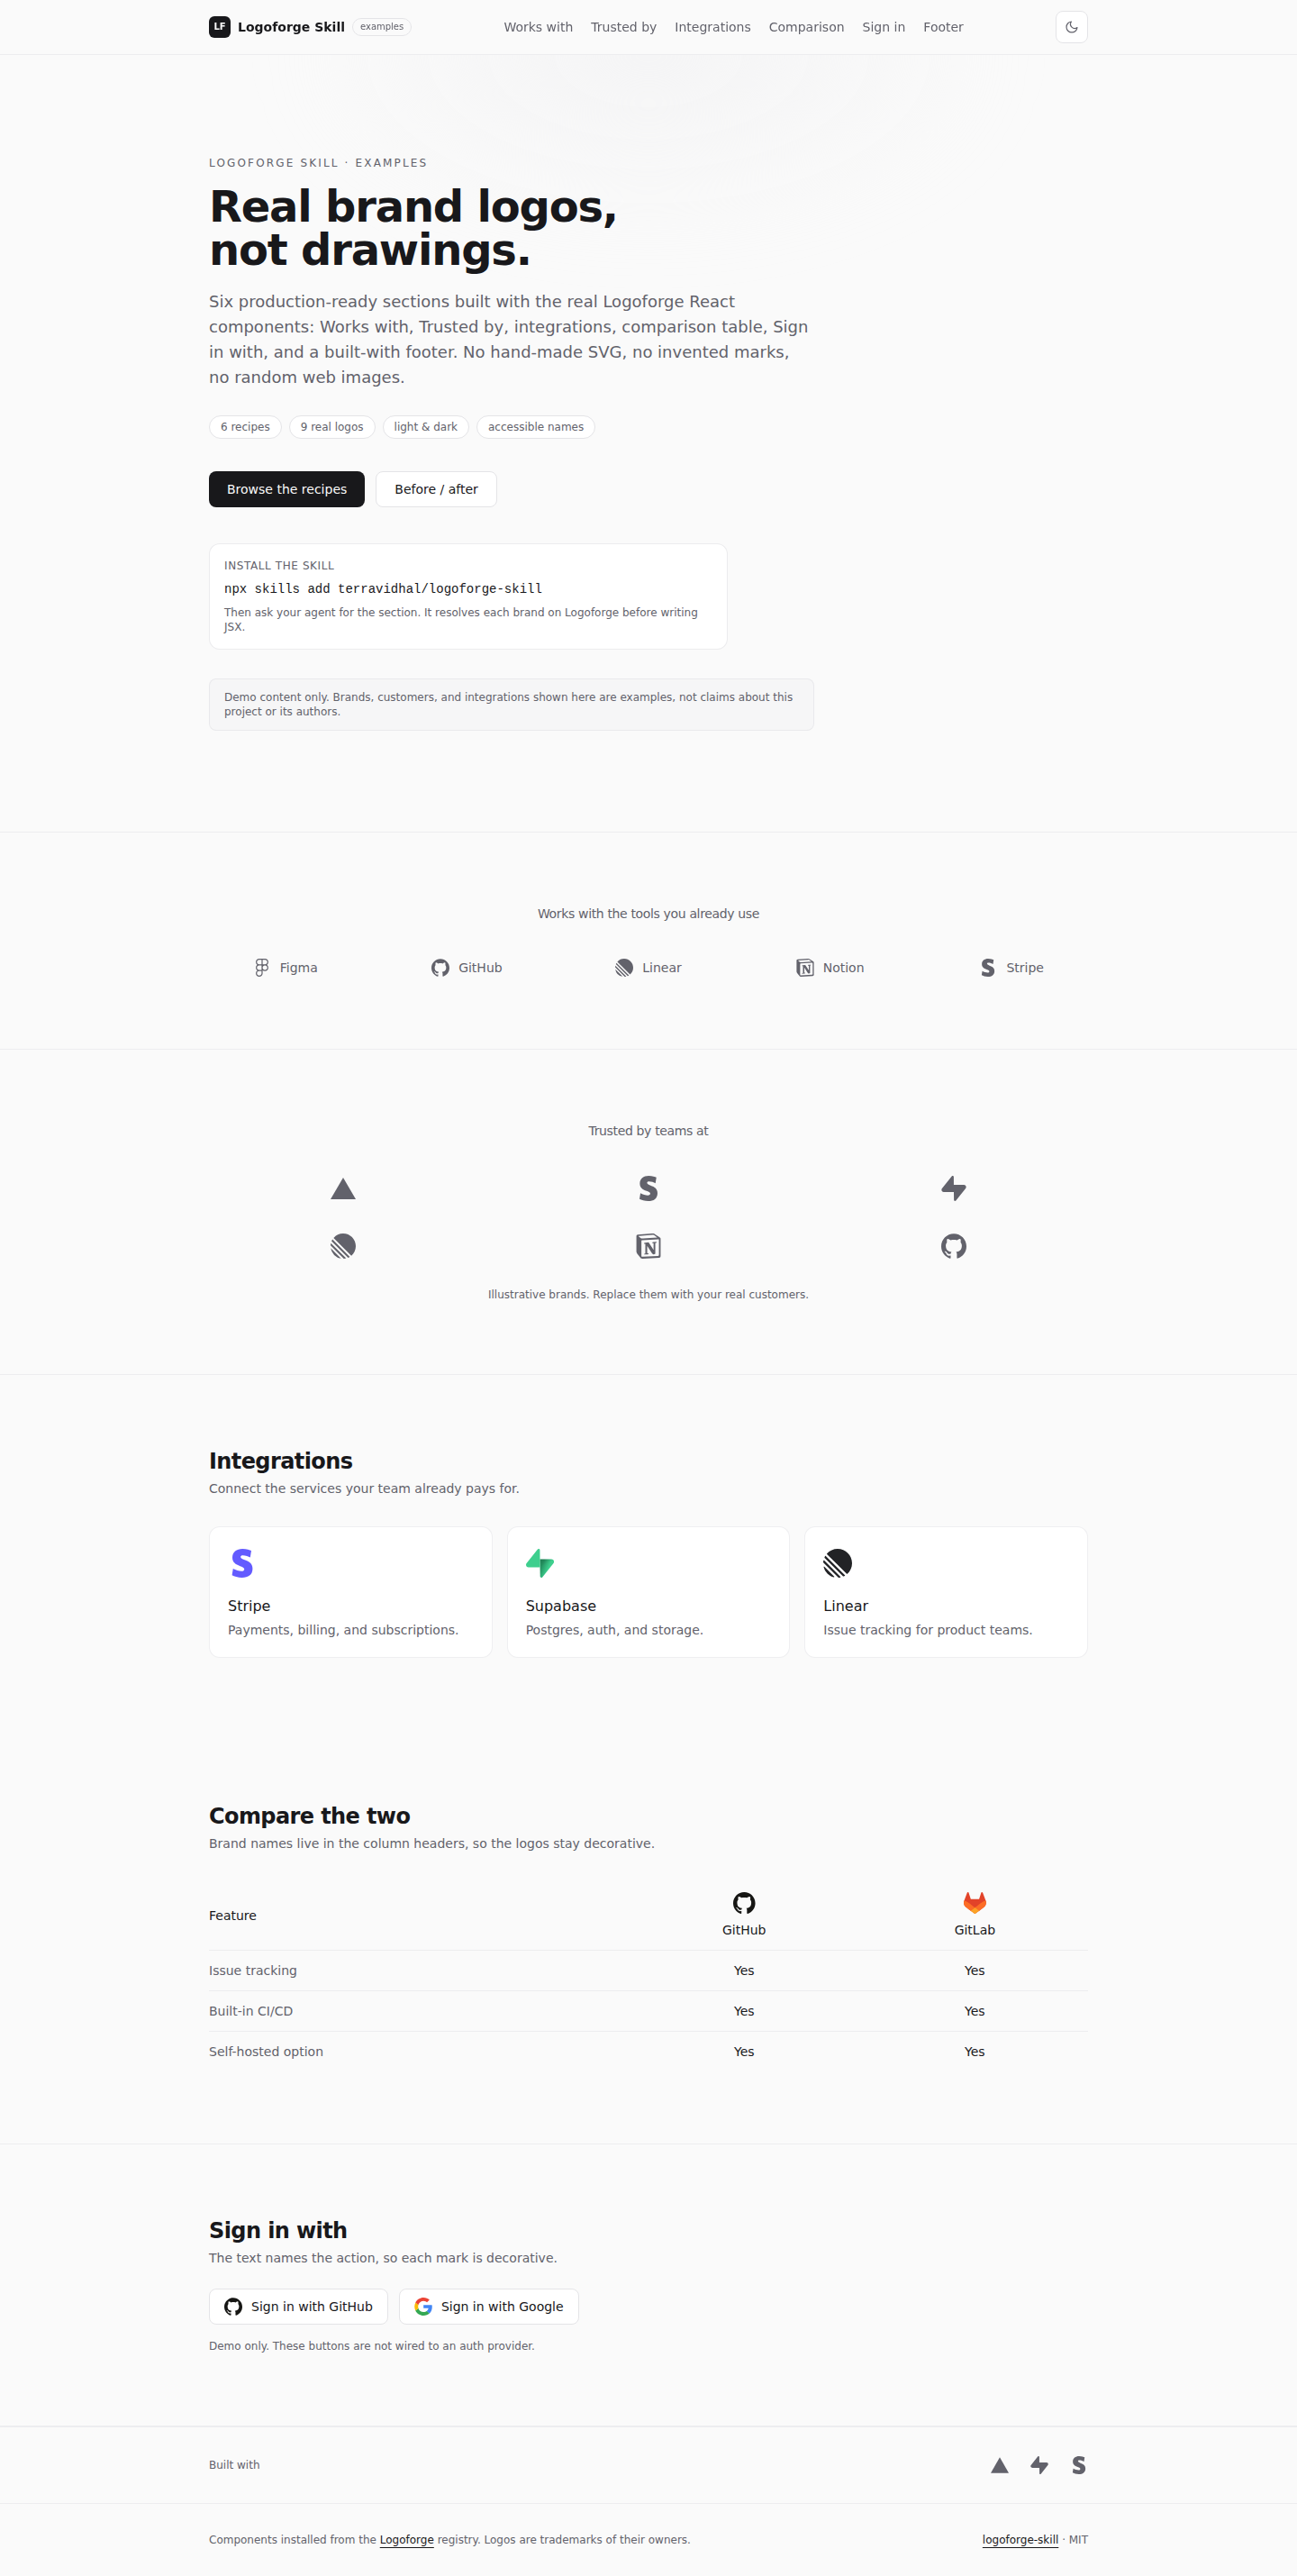 LF Logoforge Skill examples Works with Trusted by Integrations Comparison Sign in Footer
LOGOFORGE SKILL · EXAMPLES
Real brand logos,
not drawings.
Six production-ready sections built with the real Logoforge React
components: Works with, Trusted by, integrations, comparison table, Sign
in with, and a built-with footer. No hand-made SVG, no invented marks,
no random web images.
6 recipes 9 real logos light & dark accessible names
Browse the recipes Before / after
INSTALL THE SKILL
npx skills add terravidhal/logoforge-skill
Then ask your agent for the section. It resolves each brand on Logoforge before writing
JSX.
Demo content only. Brands, customers, and integrations shown here are examples, not claims about this
project or its authors.
Works with the tools you already use
Figma GitHub Linear Notion Stripe
Trusted by teams at
Illustrative brands. Replace them with your real customers.
Integrations
Connect the services your team already pays for.
Stripe Supabase Linear
Payments, billing, and subscriptions. Postgres, auth, and storage. Issue tracking for product teams.
Compare the two
Brand names live in the column headers, so the logos stay decorative.
Feature GitHub GitLab
Issue tracking Yes Yes
Built-in CI/CD Yes Yes
Self-hosted option Yes Yes
Sign in with
The text names the action, so each mark is decorative.
Sign in with GitHub Sign in with Google
Demo only. These buttons are not wired to an auth provider.
Built with
Components installed from the Logoforge registry. Logos are trademarks of their owners. logoforge-skill · MIT